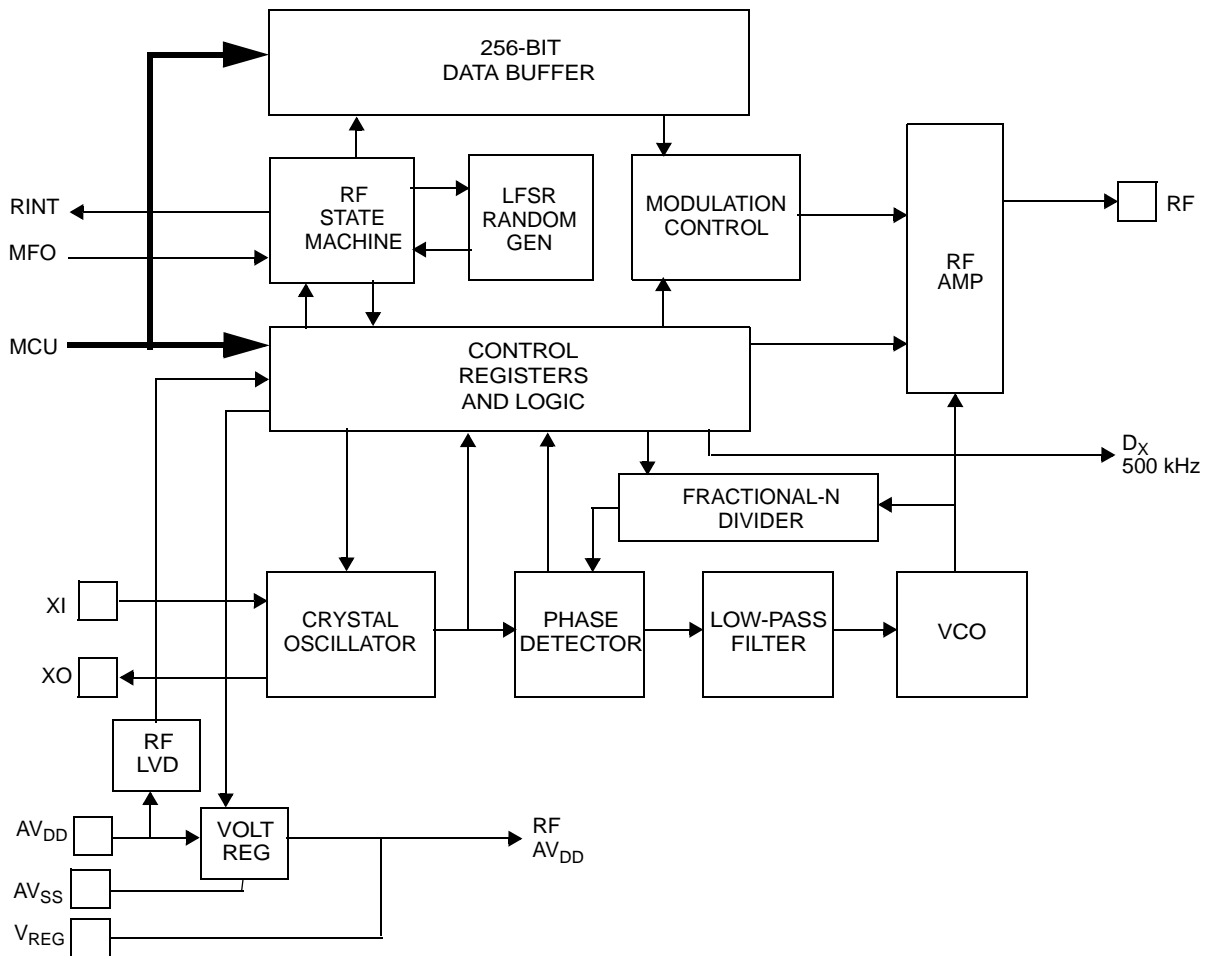 256-BIT
DATA BUFFER
RF
STATE
MACHINE
LFSR
RANDOM
GEN
MODULATION
CONTROL
RINT
MFO
RF
AMP
RF
MCU
CONTROL
REGISTERS
AND LOGIC
DX
500 kHz
FRACTIONAL-N
DIVIDER
XI
XO
CRYSTAL
OSCILLATOR
PHASE
DETECTOR
LOW-PASS
FILTER
VCO
RF
LVD
AVDD
VOLT
REG
RF
AVDD
AVSS
VREG